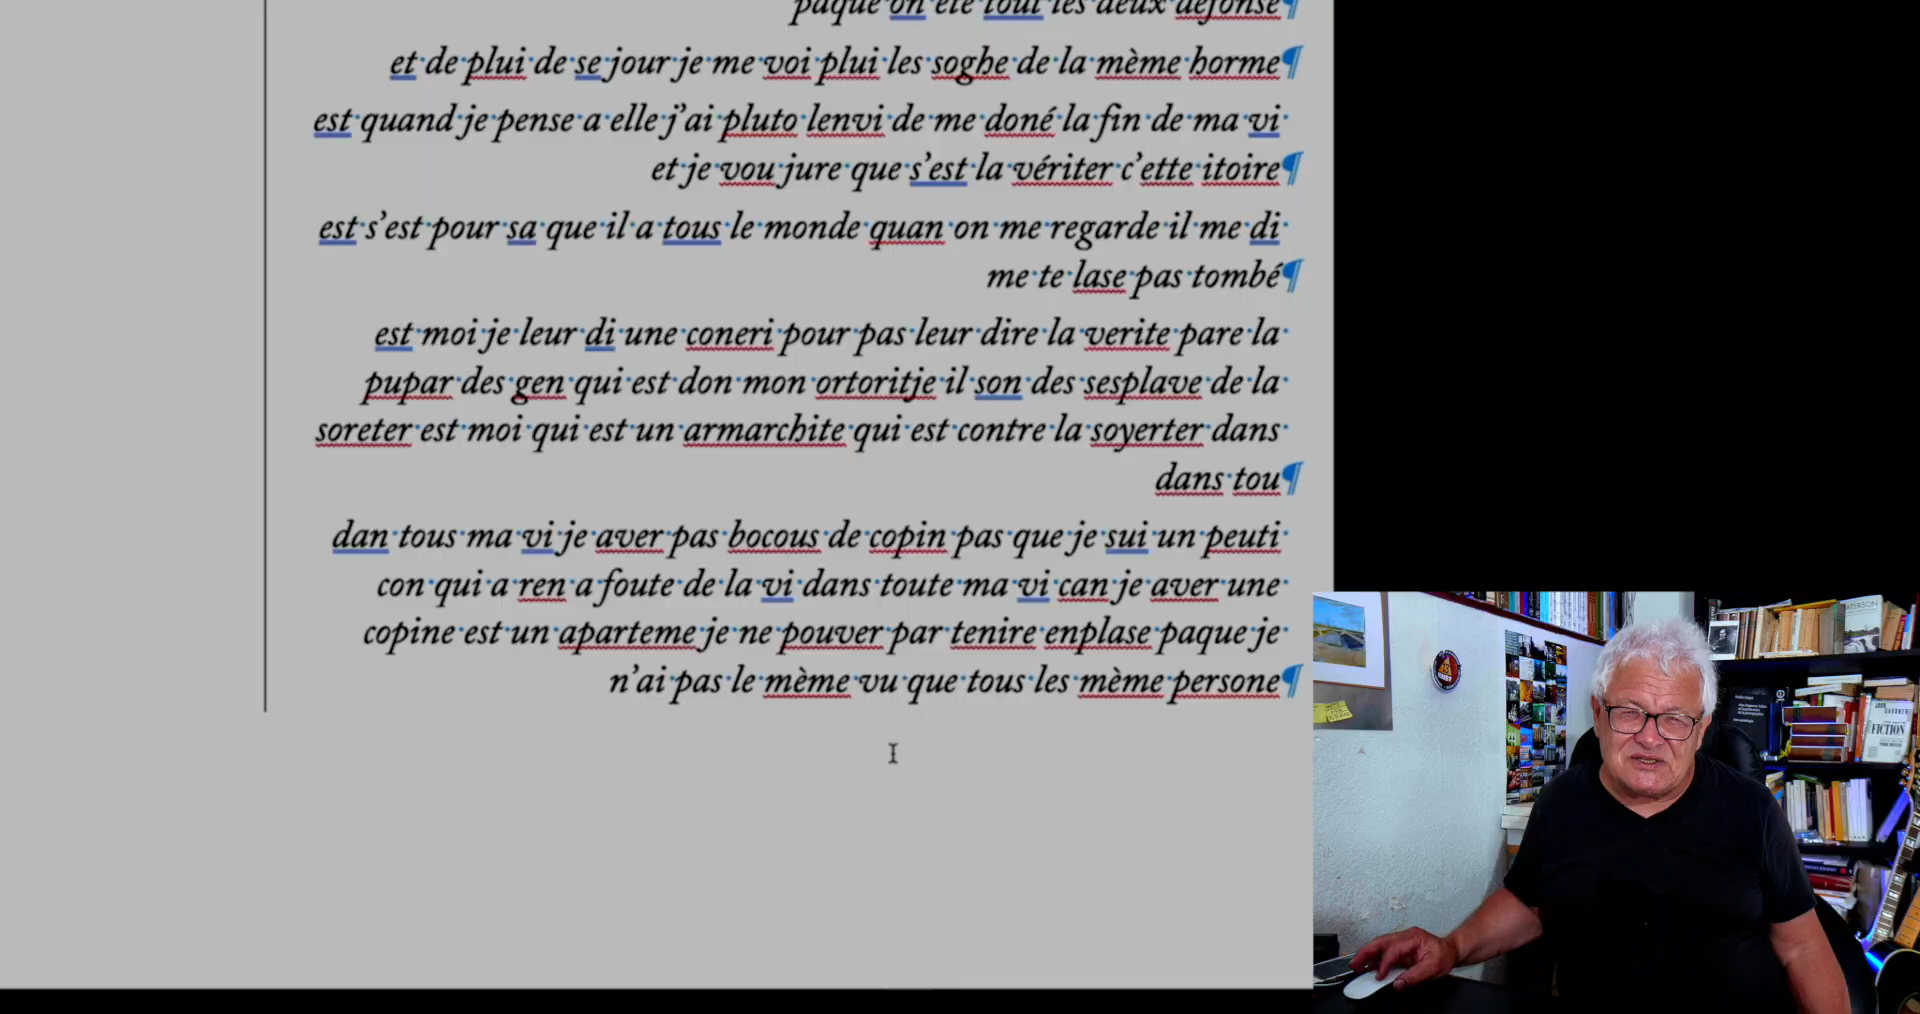 paque on été tout les deux défonsé
et de plui de se jour je me voi plui les soghe de la mème horme
est quand je pense a elle j’ai pluto lenvi de me doné la fin de ma vi
et je vou jure que s’est la vériter c’ette itoire
est s’est pour sa que il a tous le monde quan on me regarde il me di
me te lase pas tombé
est moi je leur di une coneri pour pas leur dire la verite pare la
pupar des gen qui est don mon ortoritje il son des sesplave de la
soreter est moi qui est un armarchite qui est contre la soyerter dans
dans tou
dan tous ma vi je aver pas bocous de copin pas que je sui un peuti
con qui a ren a foute de la vi dans toute ma vi can je aver une
copine est un aparteme je ne pouver par tenire enplase paque je
n’ai pas le mème vu que tous les mème persone
FICTION